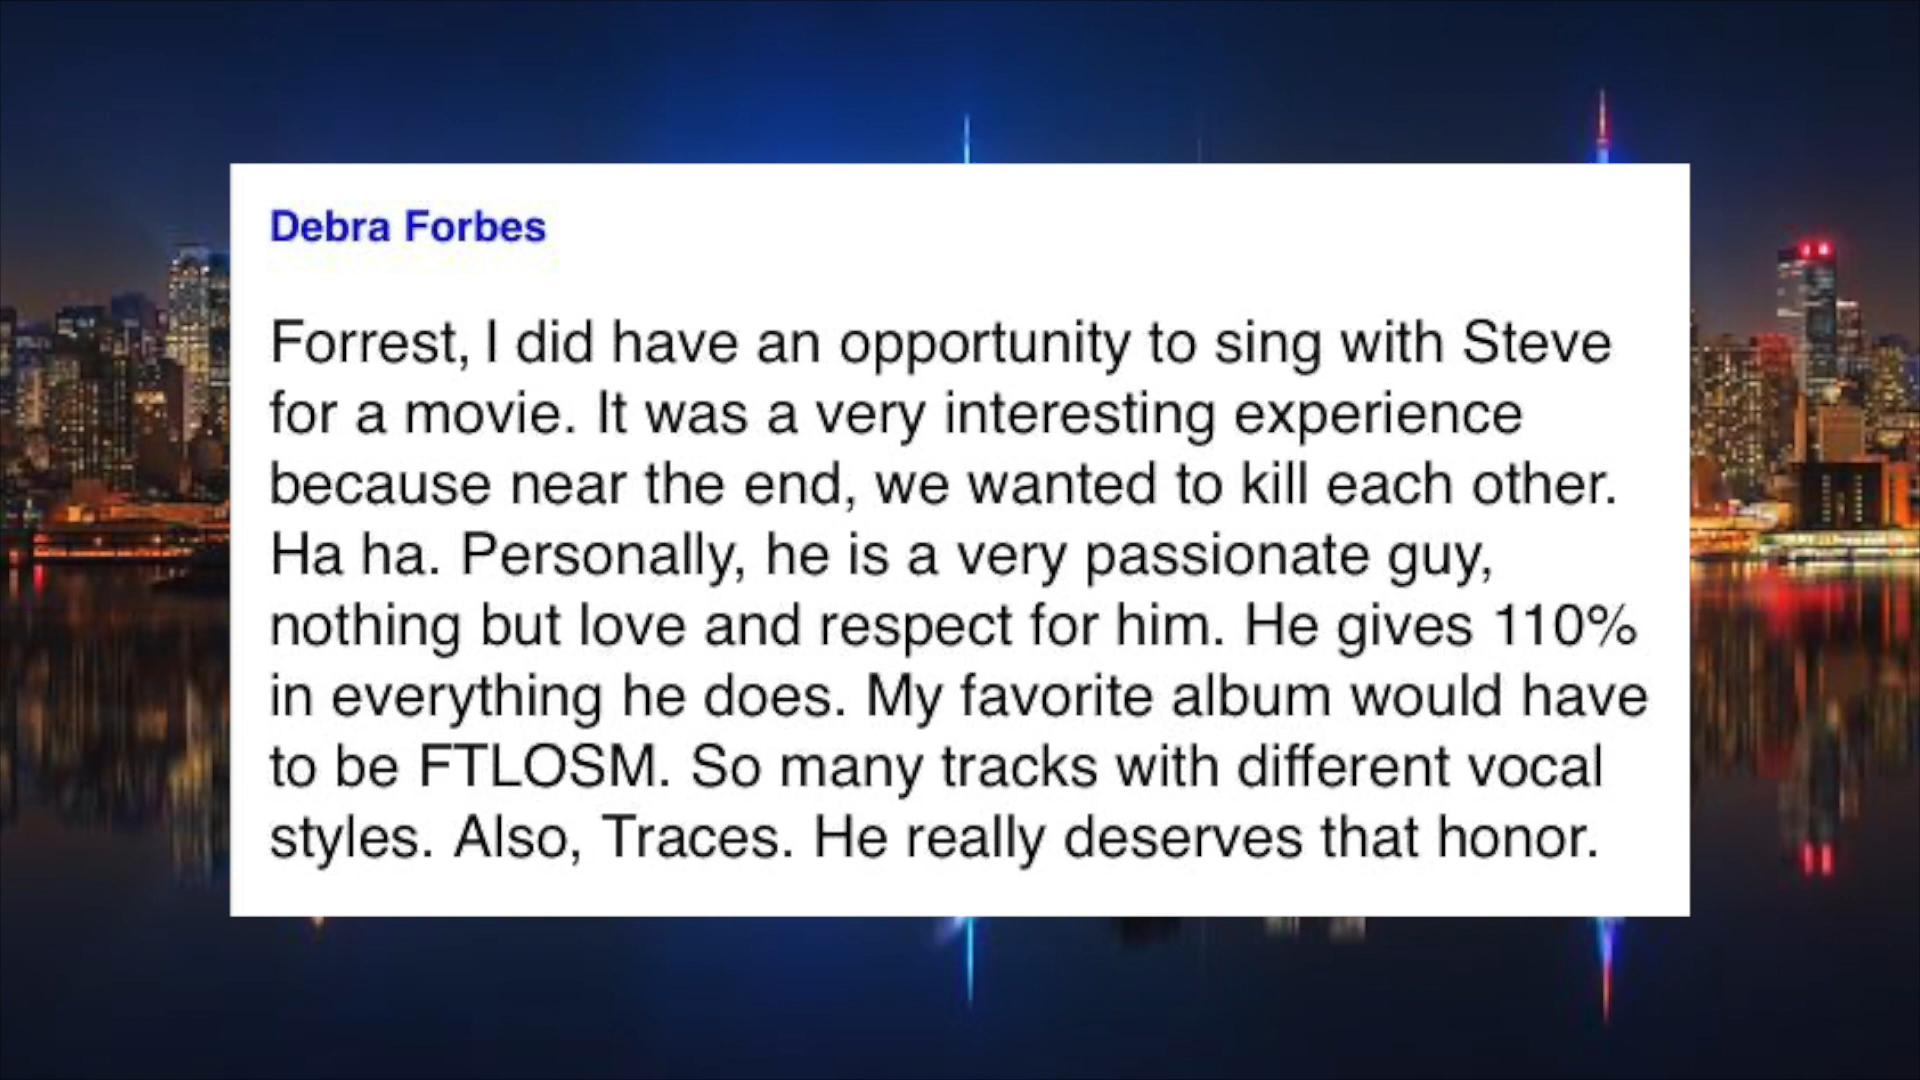 Debra Forbes
Forrest, I did have an opportunity to sing with Steve
for a movie. It was a very interesting experience
because near the end, we wanted to kill each other.
Ha ha. Personally, he is a very passionate guy,
nothing but love and respect for him. He gives 110%
in everything he does. My favorite album would have
to be FTLOSM. So many tracks with different vocal
styles. Also, Traces. He really deserves that honor.